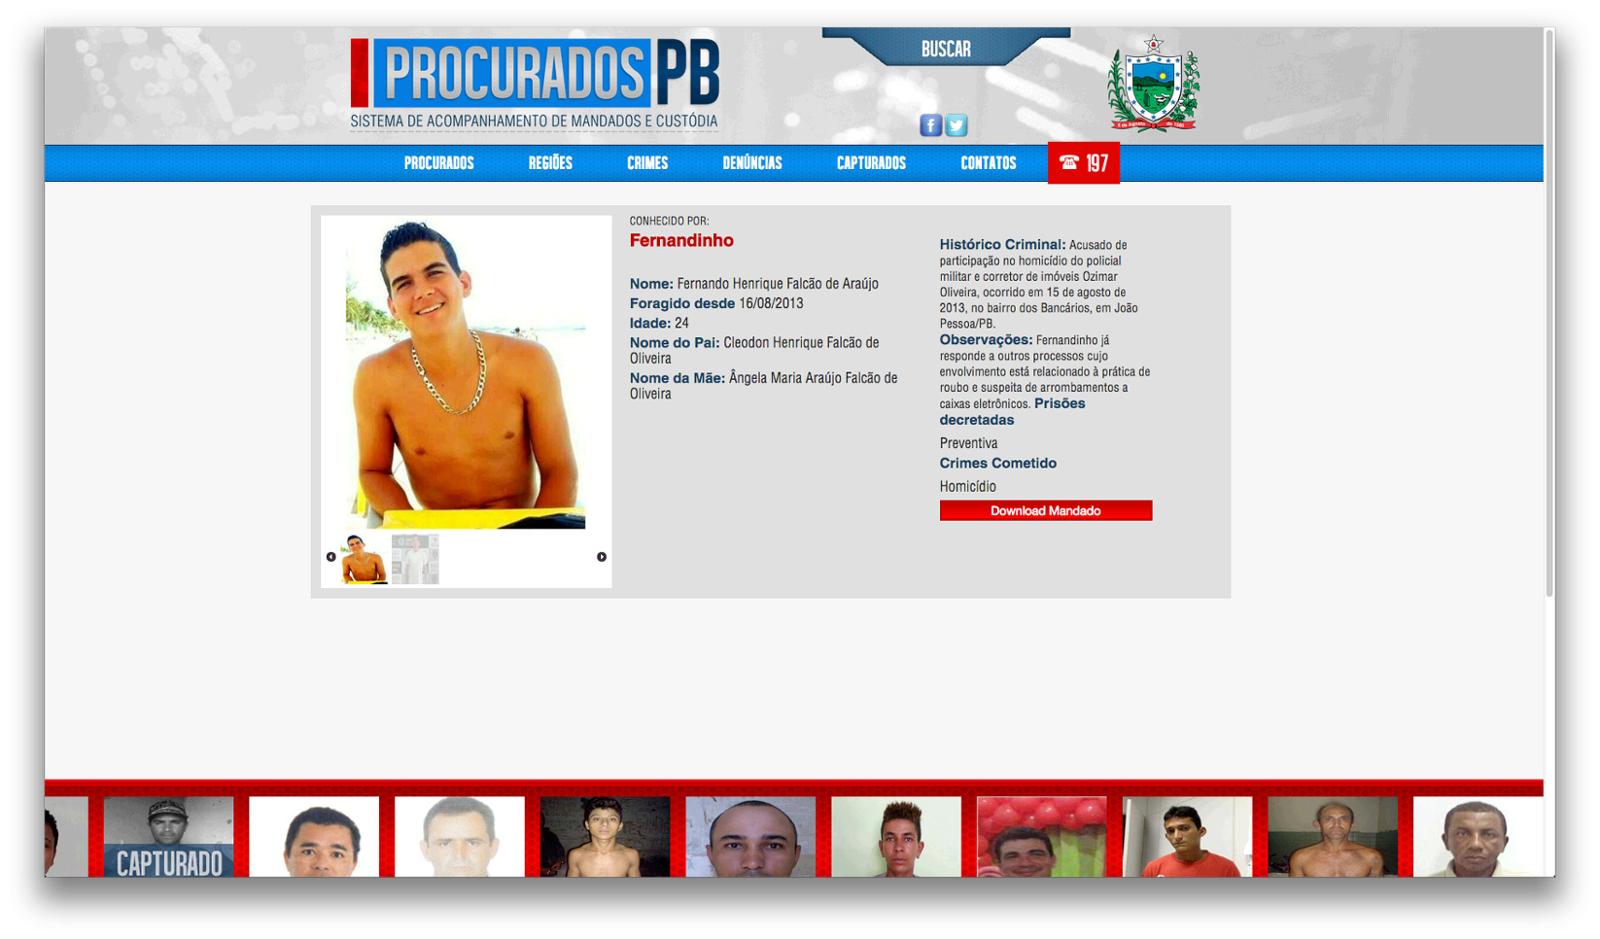 PROCURADOS PB
SISTEMA DE ACOMPANHAMENTO DE MANDADOS E CUSTÓDIA
BUSCAR
PROCURADOS
REGIÕES
CRIMES
DENÚNCIAS
CAPTURADOS
CONTATOS
197
CONHECIDO POR:
Fernandinho
Nome: Fernando Henrique Falcão de Araújo
Foragido desde 16/08/2013
Idade: 24
Nome do Pai: Cleodon Henrique Falcão de
Oliveira
Nome da Mãe: Ângela Maria Araújo Falcão de
Oliveira
Histórico Criminal: Acusado de
participação no homicídio do policial
militar e corretor de imóveis Ozimar
Oliveira, ocorrido em 15 de agosto de
2013, no bairro dos Bancários, em João
Pessoa/PB.
Observações: Fernandinho já
responde a outros processos cujo
envolvimento está relacionado à prática de
roubo e suspeita de arrombamentos a
caixas eletrônicos. Prisões
decretadas
Preventiva
Crimes Cometido
Homicídio
Download Mandado
CAPTURADO